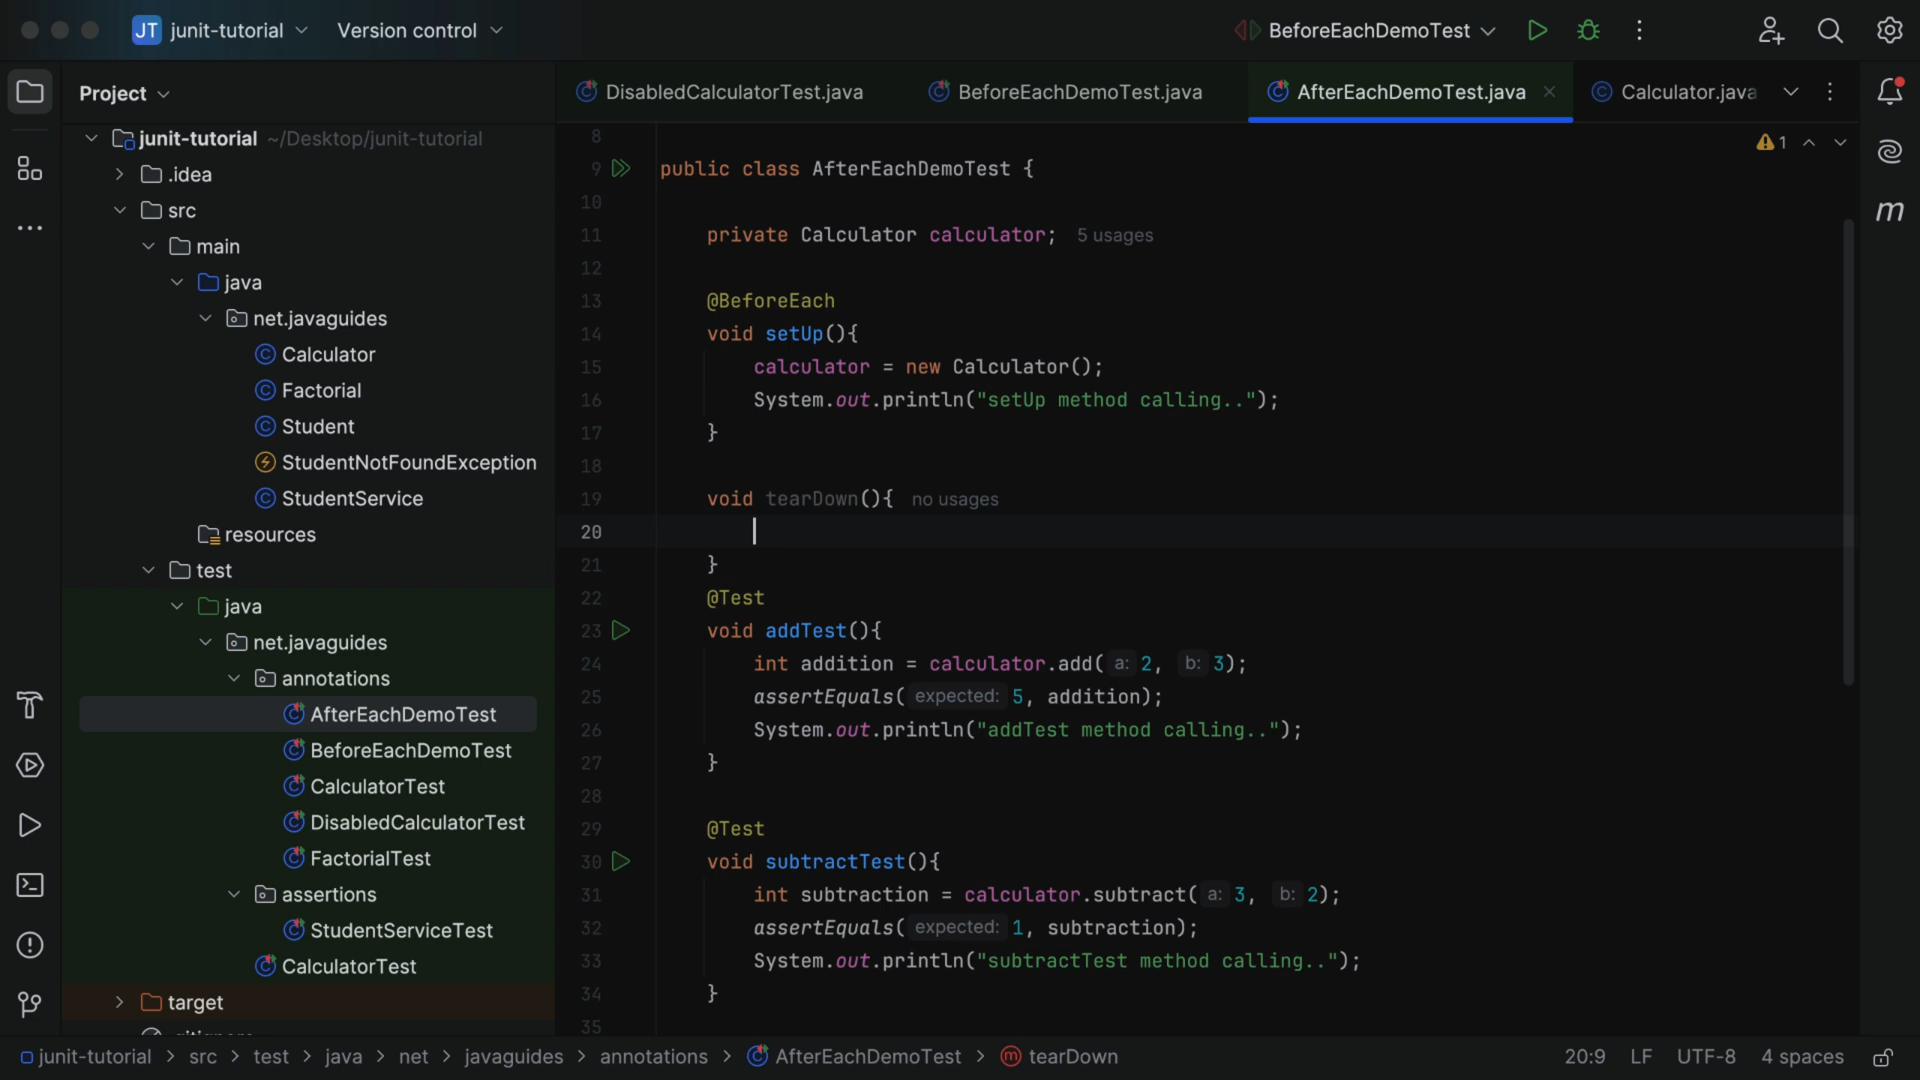 JT junit-tutorial Version control BeforeEachDemoTest
Project
DisabledCalculatorTest.java BeforeEachDemoTest.java AfterEachDemoTest.java Calculator.java
junit-tutorial ~/Desktop/junit-tutorial
.idea
src
main
java
net.javaguides
Calculator
Factorial
Student
StudentNotFoundException
StudentService
resources
test
java
net.javaguides
annotations
AfterEachDemoTest
BeforeEachDemoTest
CalculatorTest
DisabledCalculatorTest
FactorialTest
assertions
StudentServiceTest
CalculatorTest
target
.gitignore
1
m
8
9 public class AfterEachDemoTest {
10
11 private Calculator calculator; 5 usages
12
13 @BeforeEach
14 void setUp(){
15 calculator = new Calculator();
16 System.out.println("setUp method calling..");
17 }
18
19 void tearDown(){ no usages
20
21 }
22 @Test
23 void addTest(){
24 int addition = calculator.add( a: 2, b: 3);
25 assertEquals( expected: 5, addition);
26 System.out.println("addTest method calling..");
27 }
28
29 @Test
30 void subtractTest(){
31 int subtraction = calculator.subtract( a: 3, b: 2);
32 assertEquals( expected: 1, subtraction);
33 System.out.println("subtractTest method calling..");
34 }
35
junit-tutorial > src > test > java > net > javaguides > annotations > AfterEachDemoTest > m tearDown 20:9 LF UTF-8 4 spaces